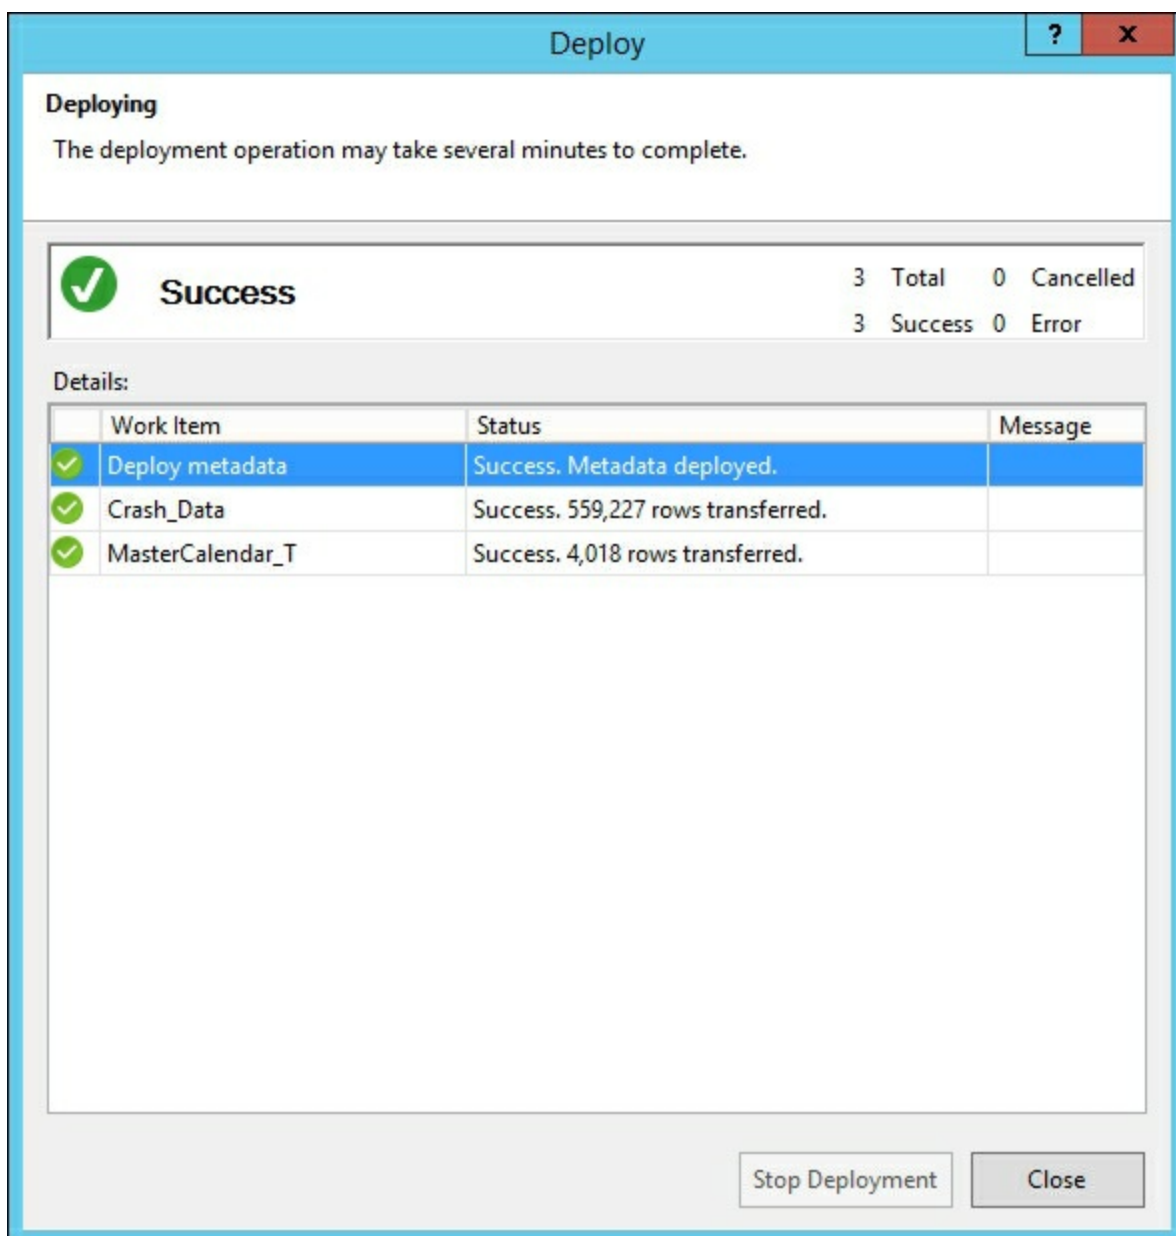 Deploy
? x
Deploying
The deployment operation may take several minutes to complete.
Success
3 Total 0 Cancelled
3 Success 0 Error
Details:
Work Item Status Message
Deploy metadata Success. Metadata deployed.
Crash_Data Success. 559,227 rows transferred.
MasterCalendar_T Success. 4,018 rows transferred.
Stop Deployment Close